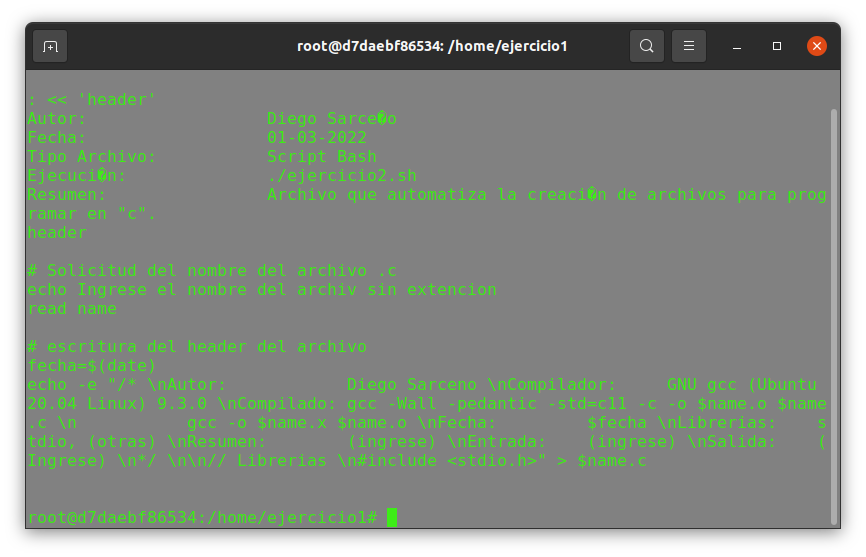 root@d7daebf86534: /home/ejercicio1
: << 'header'
Autor: Diego Sarce�o
Fecha: 01-03-2022
Tipo Archivo: Script Bash
Ejecuci�n: ./ejercicio2.sh
Resumen: Archivo que automatiza la creaci�n de archivos para prog
ramar en "c".
header
# Solicitud del nombre del archivo .c
echo Ingrese el nombre del archiv sin extencion
read name
# escritura del header del archivo
fecha=$(date)
echo -e "/* \nAutor: Diego Sarceno \nCompilador: GNU gcc (Ubuntu
20.04 Linux) 9.3.0 \nCompilado: gcc -Wall -pedantic -std=c11 -c -o $name.o $name
.c \n gcc -o $name.x $name.o \nFecha: $fecha \nLibrerias: s
tdio, (otras) \nResumen: (ingrese) \nEntrada: (ingrese) \nSalida: (
Ingrese) \n*/ \n\n// Librerias \n#include <stdio.h>" > $name.c
root@d7daebf86534:/home/ejercicio1#